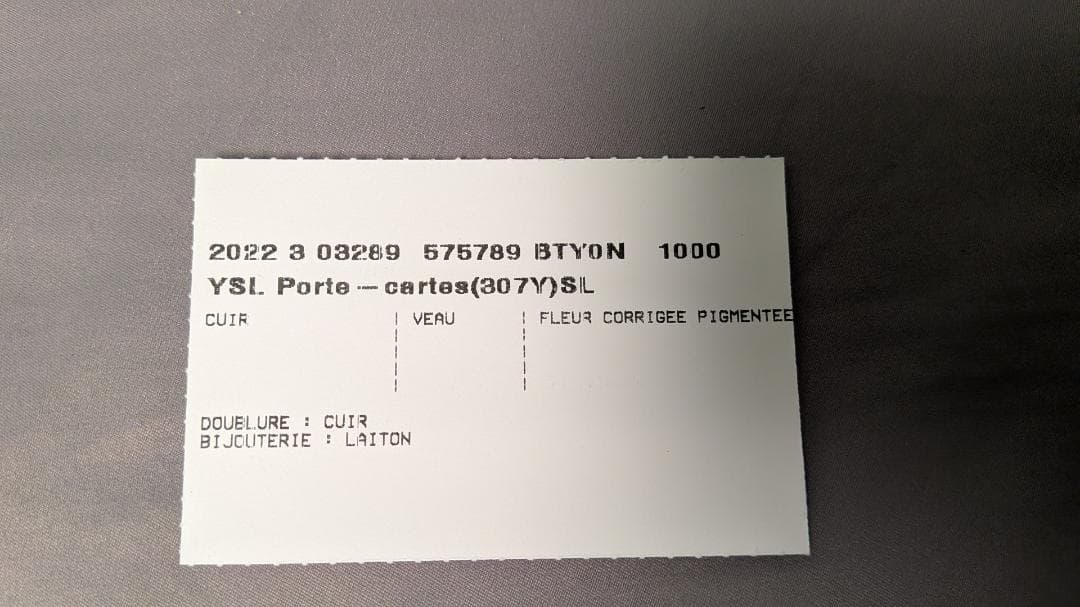 2022 3 03289 575789 BTY0N 1000
YSL Porte-cartes(307Y)SL
CUIR | VEAU | FLEUR CORRIGEE PIGMENTEE
DOUBLURE : CUIR
BIJOUTERIE : LAITON